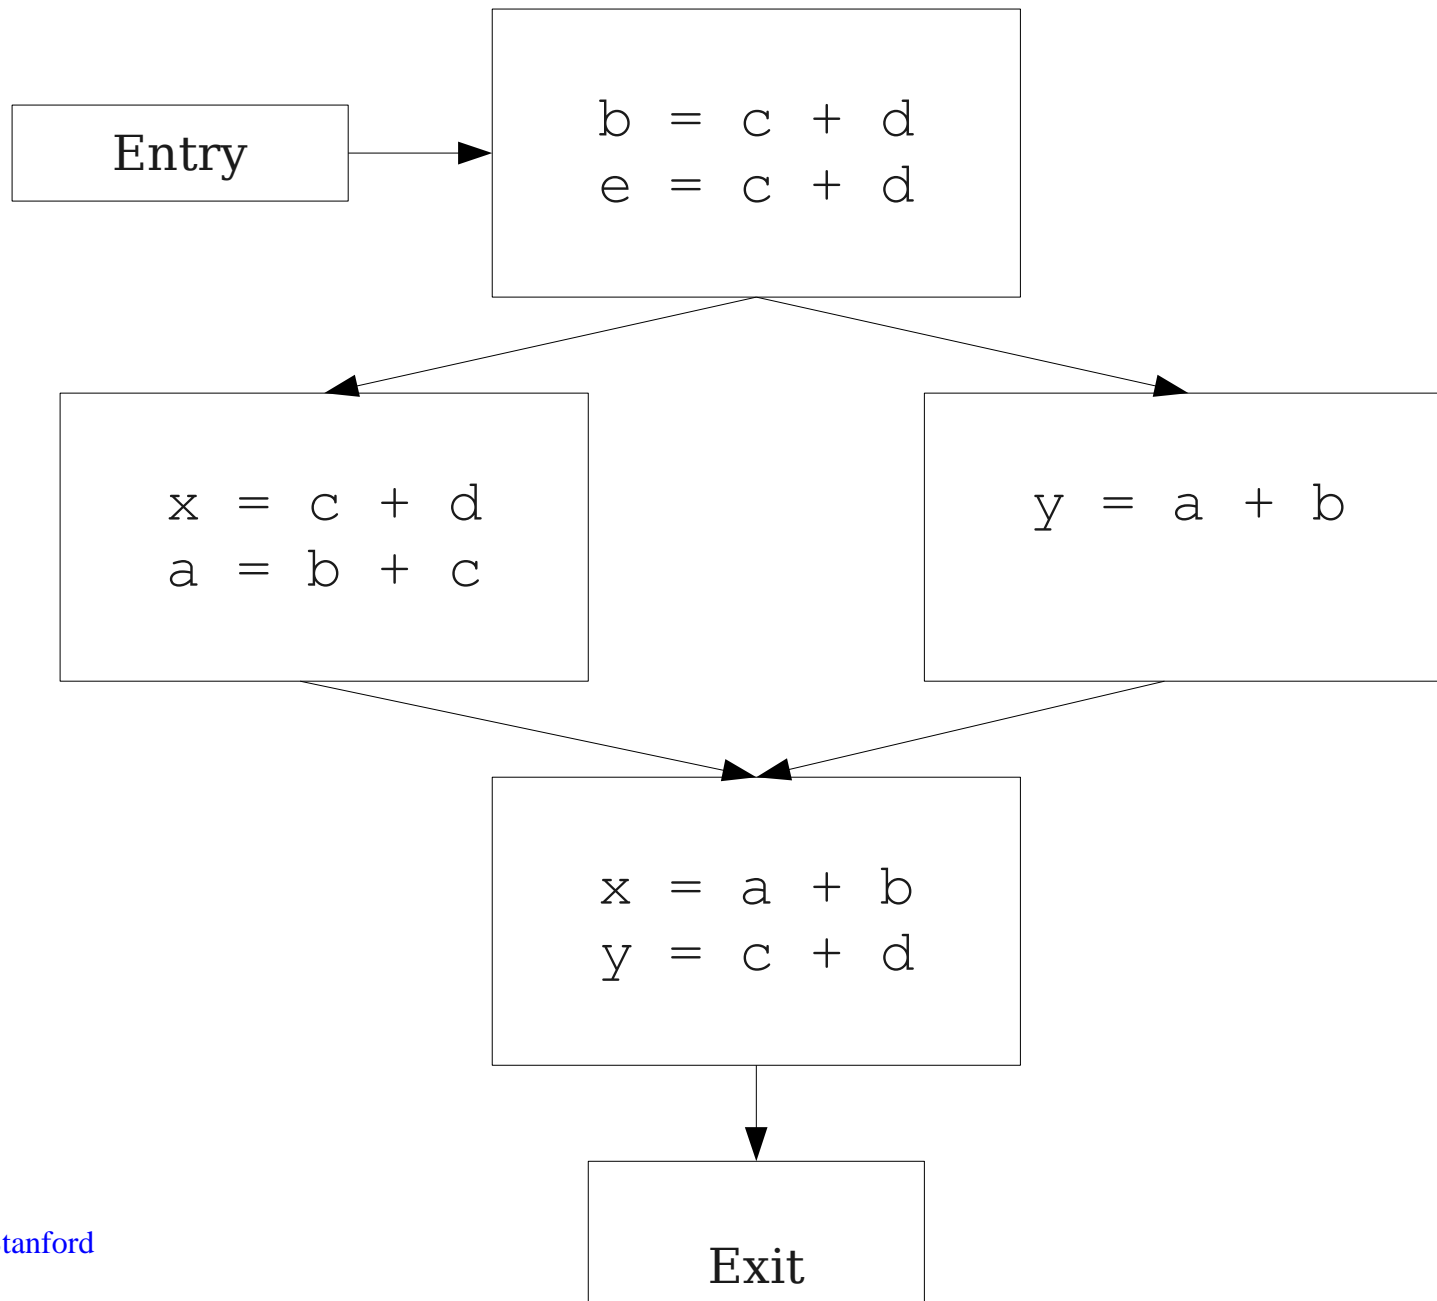 Entry
b = c + d
e = c + d
x = c + d
a = b + c
y = a + b
x = a + b
y = c + d
tanford
Exit